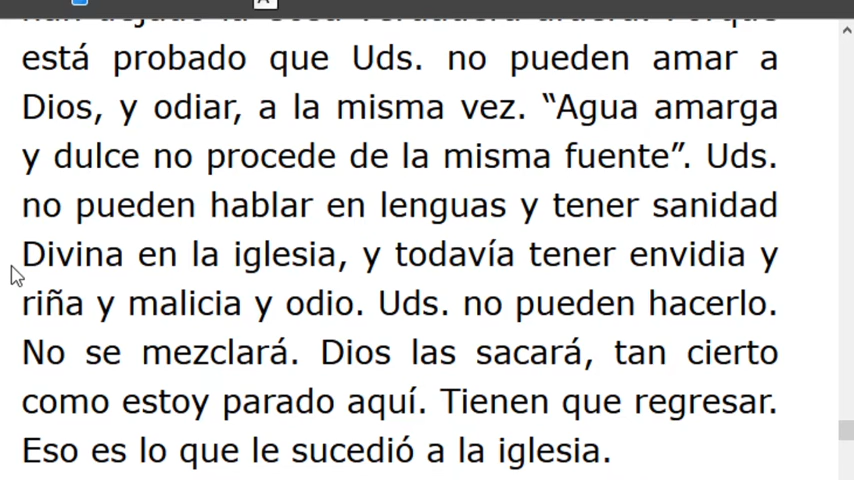 está probado que Uds. no pueden amar a
Dios, y odiar, a la misma vez. “Agua amarga
y dulce no procede de la misma fuente”. Uds.
no pueden hablar en lenguas y tener sanidad
Divina en la iglesia, y todavía tener envidia y
riña y malicia y odio. Uds. no pueden hacerlo.
No se mezclará. Dios las sacará, tan cierto
como estoy parado aquí. Tienen que regresar.
Eso es lo que le sucedió a la iglesia.